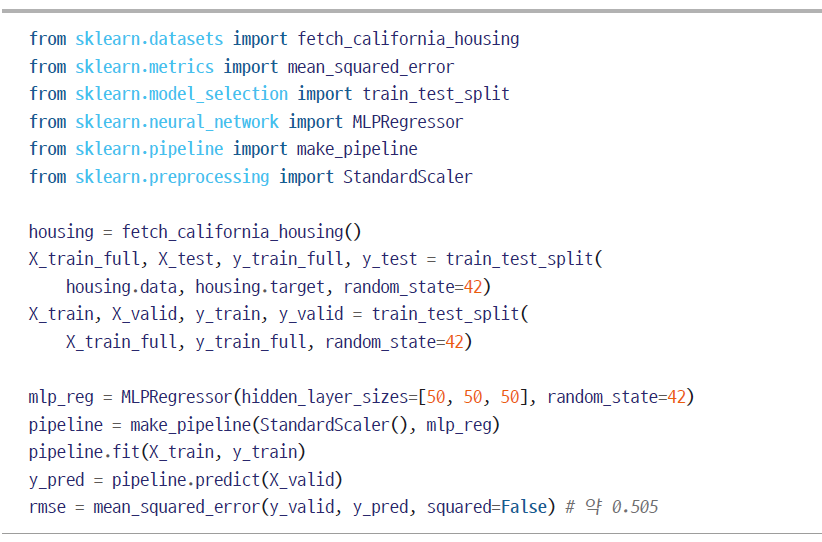 from sklearn.datasets import fetch_california_housing
from sklearn.metrics import mean_squared_error
from sklearn.model_selection import train_test_split
from sklearn.neural_network import MLPRegressor
from sklearn.pipeline import make_pipeline
from sklearn.preprocessing import StandardScaler

housing = fetch_california_housing()
X_train_full, X_test, y_train_full, y_test = train_test_split(
    housing.data, housing.target, random_state=42)
X_train, X_valid, y_train, y_valid = train_test_split(
    X_train_full, y_train_full, random_state=42)

mlp_reg = MLPRegressor(hidden_layer_sizes=[50, 50, 50], random_state=42)
pipeline = make_pipeline(StandardScaler(), mlp_reg)
pipeline.fit(X_train, y_train)
y_pred = pipeline.predict(X_valid)
rmse = mean_squared_error(y_valid, y_pred, squared=False) # 약 0.505